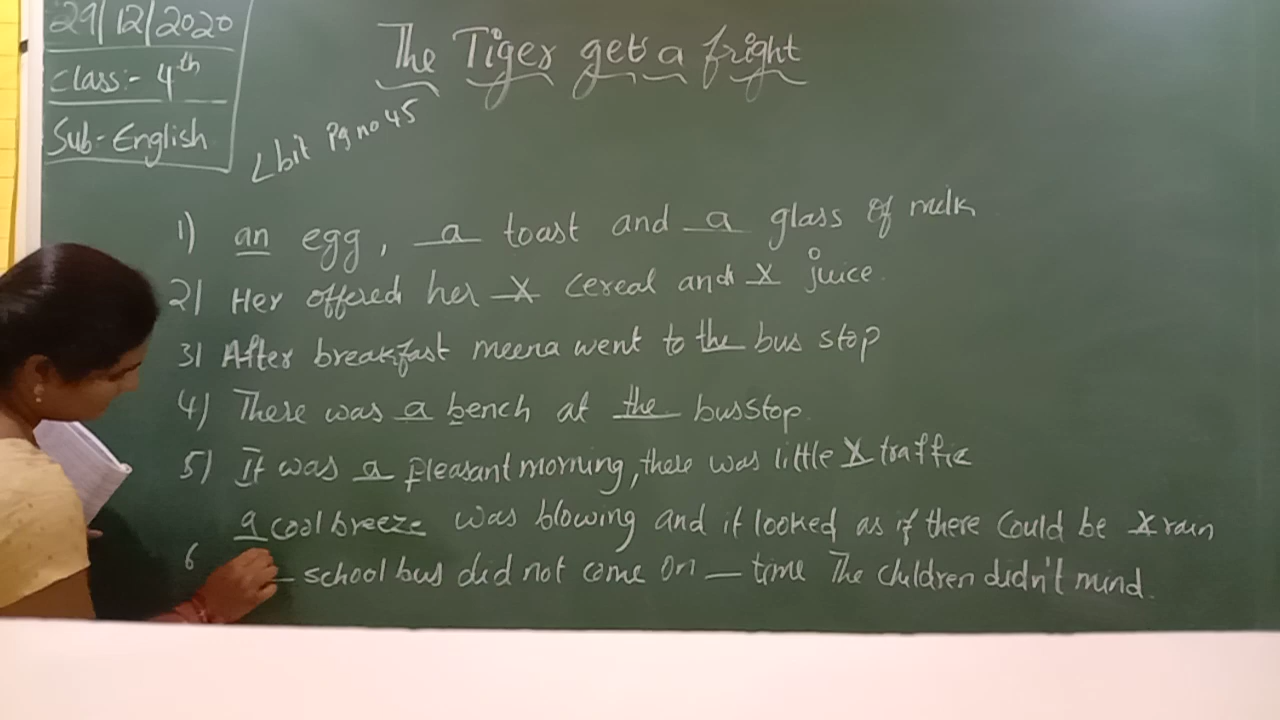 29/12/2020
Class:- 4th
Sub:- English
The Tiger gets a fright
L bit Pg no 45
1) an egg, a toast and a glass of milk
2) Her offered her X cereal and X juice.
3) After breakfast meena went to the bus stop
4) There was a bench at the busstop.
5) It was a pleasant morning, there was little X traffic
a cool breeze was blowing and it looked as if there could be X rain
6 _ school bus did not come on _ time The children didn't mind.